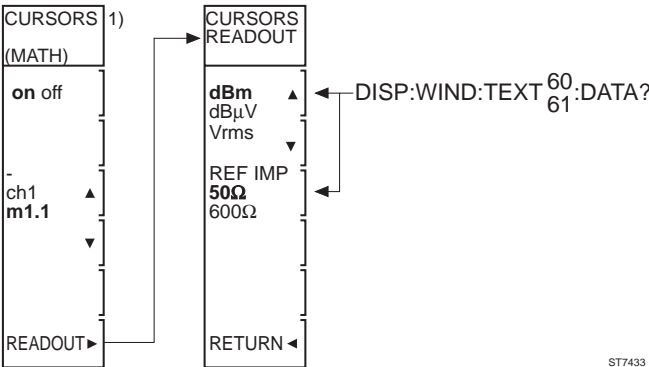 CURSORS 1)
(MATH)
on off
-
ch1 ▲
m1.1
▼
READOUT ►
CURSORS
READOUT
dBm ▲
dBμV
Vrms
▼
REF IMP
50Ω
600Ω
RETURN ◄
DISP:WIND:TEXT 60 :DATA?
61
ST7433